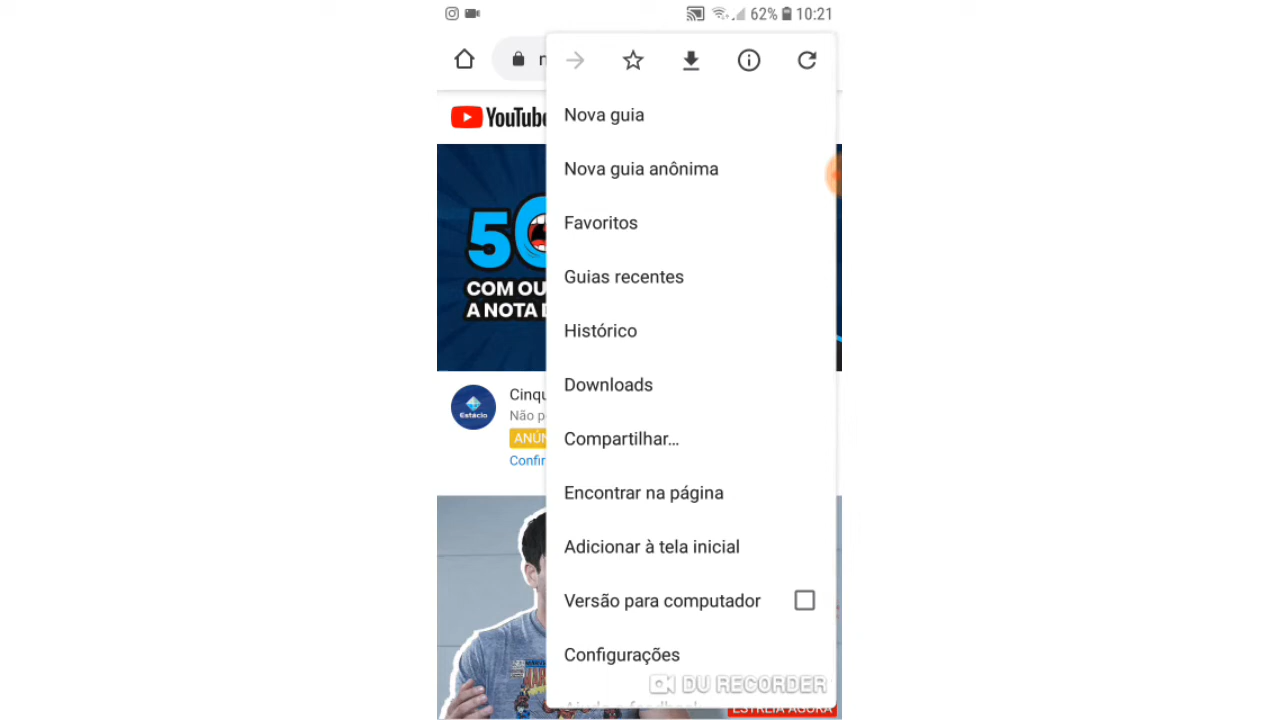 62% 10:21
YouTube
Nova guia
Nova guia anônima
Favoritos
Guias recentes
Histórico
Downloads
Compartilhar...
Encontrar na página
Adicionar à tela inicial
Versão para computador
Configurações
COM OU
A NOTA
Estácio
Cinqu
Não p
ANÚN
Confir
DU RECORDER
ESTREIA AGORA